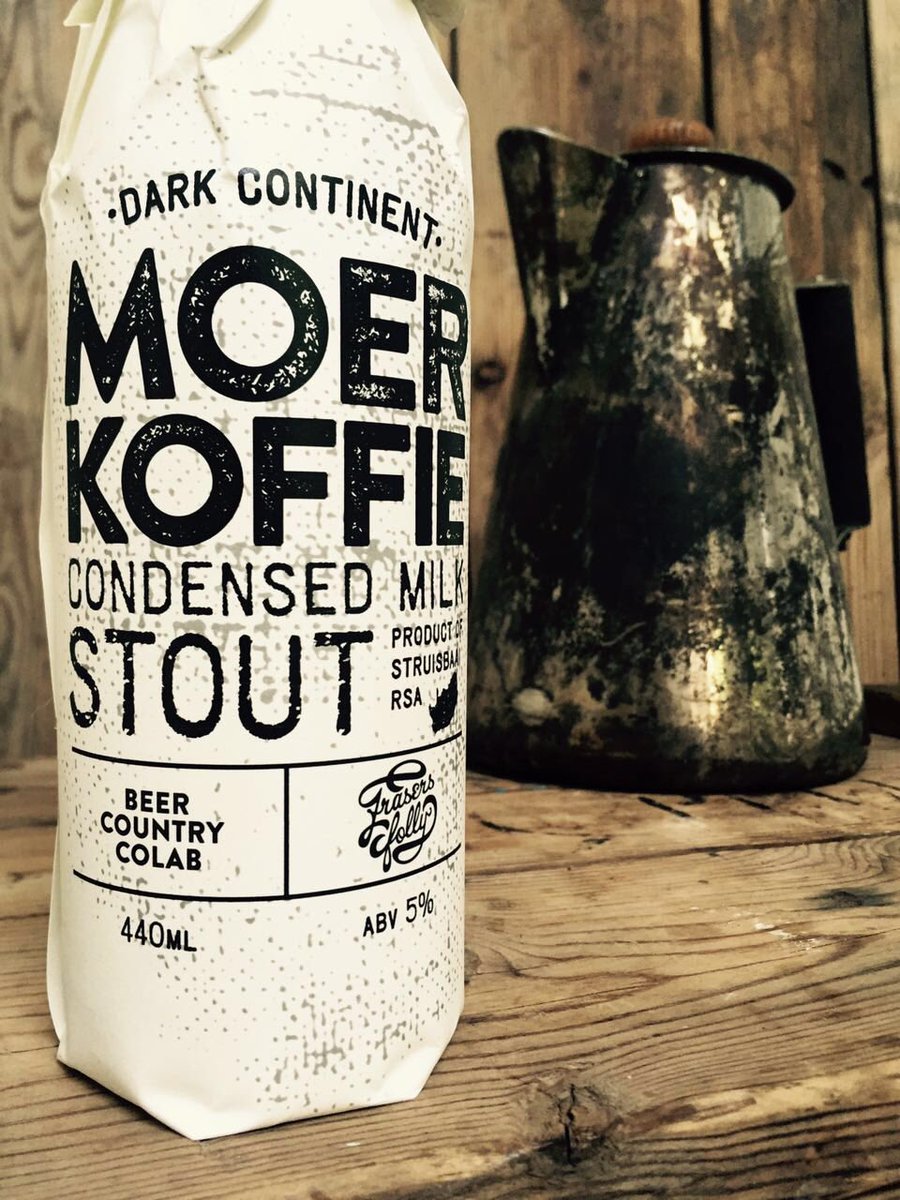 ·DARK CONTINENT·
MOER
KOFFIE
CONDENSED MILK
STOUT
PRODUCT OF
STRUISBAAI
RSA
BEER
COUNTRY
COLAB
Frasers
folly
440ML
ABV 5%